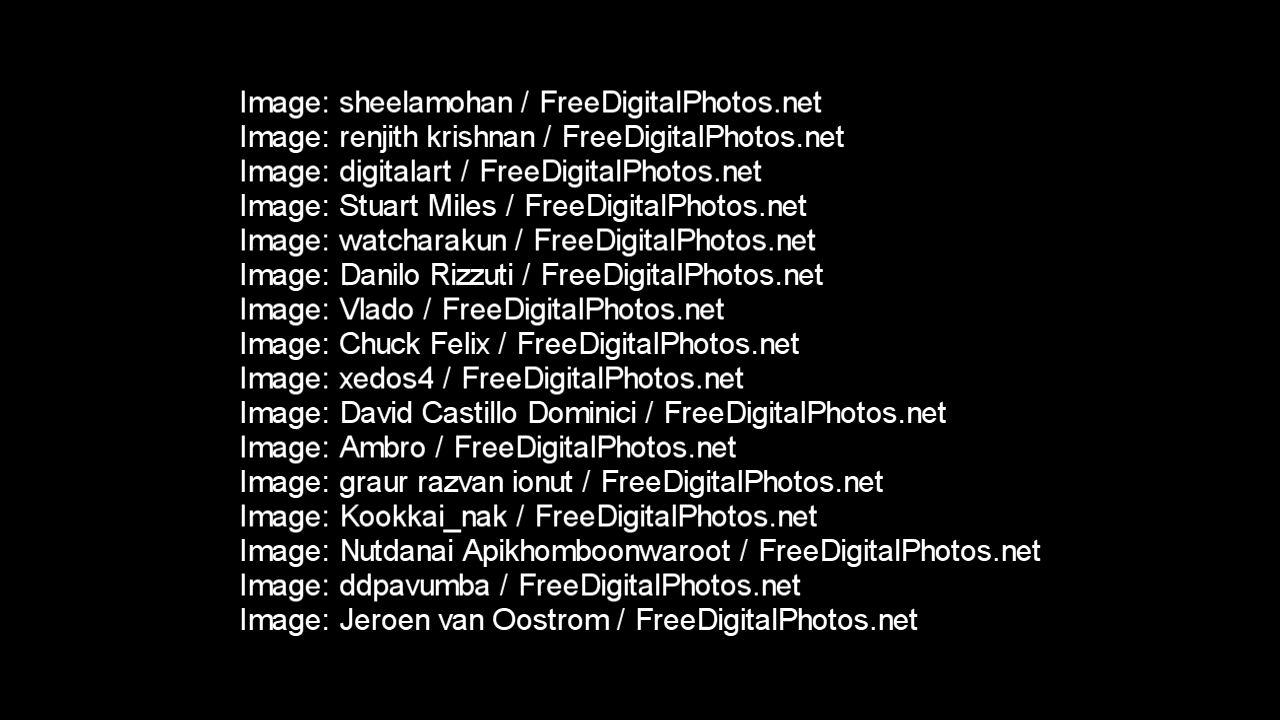 Image: sheelamohan / FreeDigitalPhotos.net
Image: renjith krishnan / FreeDigitalPhotos.net
Image: digitalart / FreeDigitalPhotos.net
Image: Stuart Miles / FreeDigitalPhotos.net
Image: watcharakun / FreeDigitalPhotos.net
Image: Danilo Rizzuti / FreeDigitalPhotos.net
Image: Vlado / FreeDigitalPhotos.net
Image: Chuck Felix / FreeDigitalPhotos.net
Image: xedos4 / FreeDigitalPhotos.net
Image: David Castillo Dominici / FreeDigitalPhotos.net
Image: Ambro / FreeDigitalPhotos.net
Image: graur razvan ionut / FreeDigitalPhotos.net
Image: Kookkai_nak / FreeDigitalPhotos.net
Image: Nutdanai Apikhomboonwaroot / FreeDigitalPhotos.net
Image: ddpavumba / FreeDigitalPhotos.net
Image: Jeroen van Oostrom / FreeDigitalPhotos.net